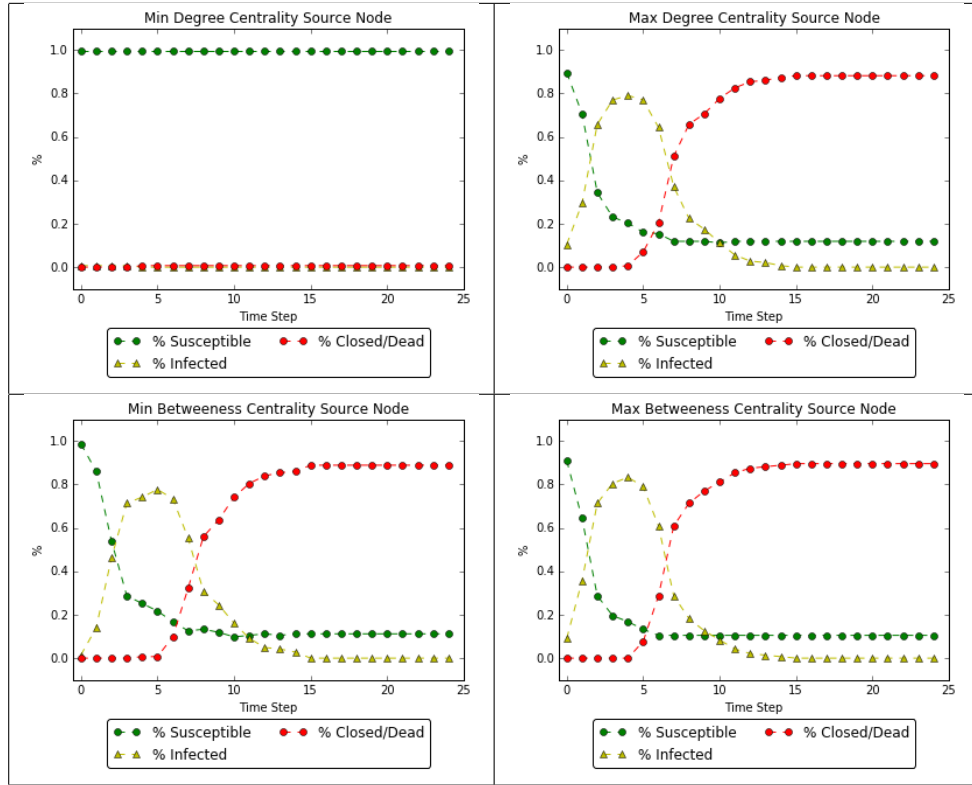 Min Degree Centrality Source Node
1.0
0.8
0.6
0.4
0.2
0.0
%
0 5 10 15 20 25
Time Step
% Susceptible % Closed/Dead
% Infected
Max Degree Centrality Source Node
1.0
0.8
0.6
0.4
0.2
0.0
%
0 5 10 15 20 25
Time Step
% Susceptible % Closed/Dead
% Infected
Min Betweeness Centrality Source Node
1.0
0.8
0.6
0.4
0.2
0.0
%
0 5 10 15 20 25
Time Step
% Susceptible % Closed/Dead
% Infected
Max Betweeness Centrality Source Node
1.0
0.8
0.6
0.4
0.2
0.0
%
0 5 10 15 20 25
Time Step
% Susceptible % Closed/Dead
% Infected